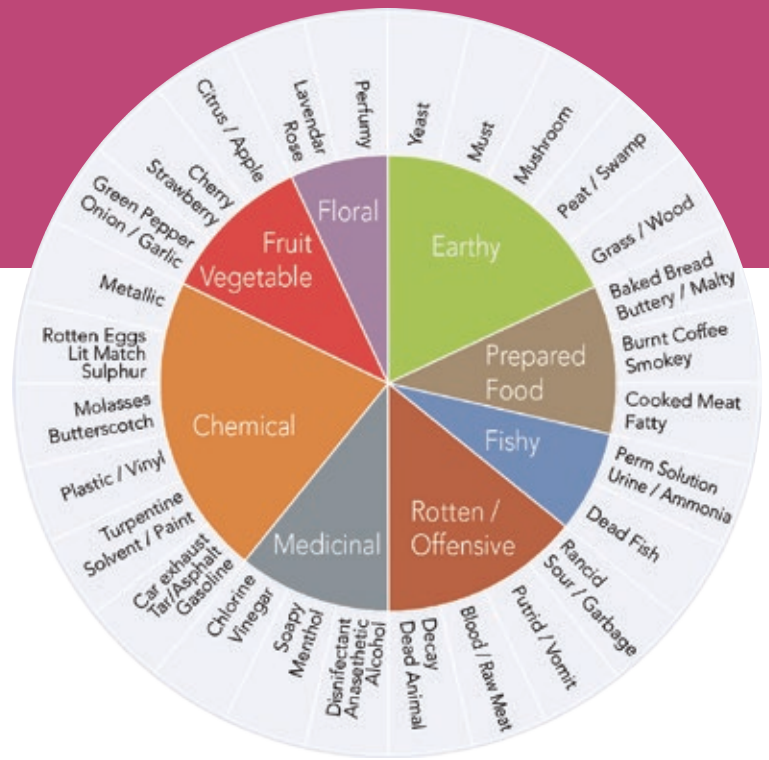 Floral
Earthy
Prepared
Food
Fishy
Rotten /
Offensive
Medicinal
Chemical
Fruit
Vegetable
Yeast
Must
Mushroom
Peat / Swamp
Grass / Wood
Baked Bread
Buttery / Malty
Burnt Coffee
Smokey
Cooked Meat
Fatty
Perm Solution
Urine / Ammonia
Dead Fish
Rancid
Sour / Garbage
Putrid / Vomit
Blood / Raw Meat
Decay
Dead Animal
Disnifectant
Anasethetic
Alcohol
Soapy
Menthol
Chlorine
Vinegar
Car exhaust
Tar/Asphalt
Gasoline
Turpentine
Solvent / Paint
Plastic / Vinyl
Molasses
Butterscotch
Rotten Eggs
Lit Match
Sulphur
Metallic
Green Pepper
Onion / Garlic
Cherry
Strawberry
Citrus / Apple
Lavendar
Rose
Perfumy